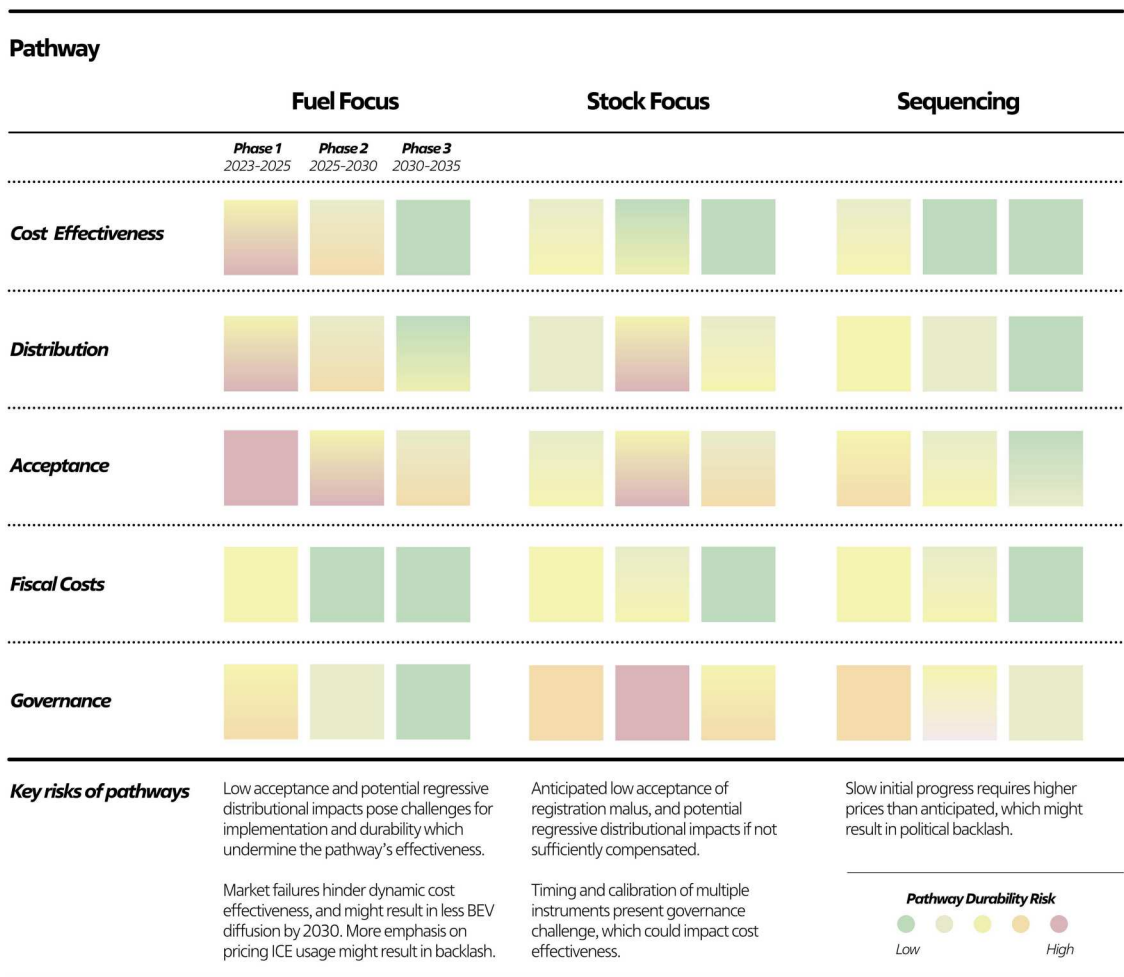 Pathway
Fuel Focus
Stock Focus
Sequencing
Phase 1
2023-2025
Phase 2
2025-2030
Phase 3
2030-2035
Cost Effectiveness
Distribution
Acceptance
Fiscal Costs
Governance
Key risks of pathways
Low acceptance and potential regressive
distributional impacts pose challenges for
implementation and durability which
undermine the pathway's effectiveness.
Market failures hinder dynamic cost
effectiveness, and might result in less BEV
diffusion by 2030. More emphasis on
pricing ICE usage might result in backlash.
Anticipated low acceptance of
registration malus, and potential
regressive distributional impacts if not
sufficiently compensated.
Timing and calibration of multiple
instruments present governance
challenge, which could impact cost
effectiveness.
Slow initial progress requires higher
prices than anticipated, which might
result in political backlash.
Pathway Durability Risk
Low
High